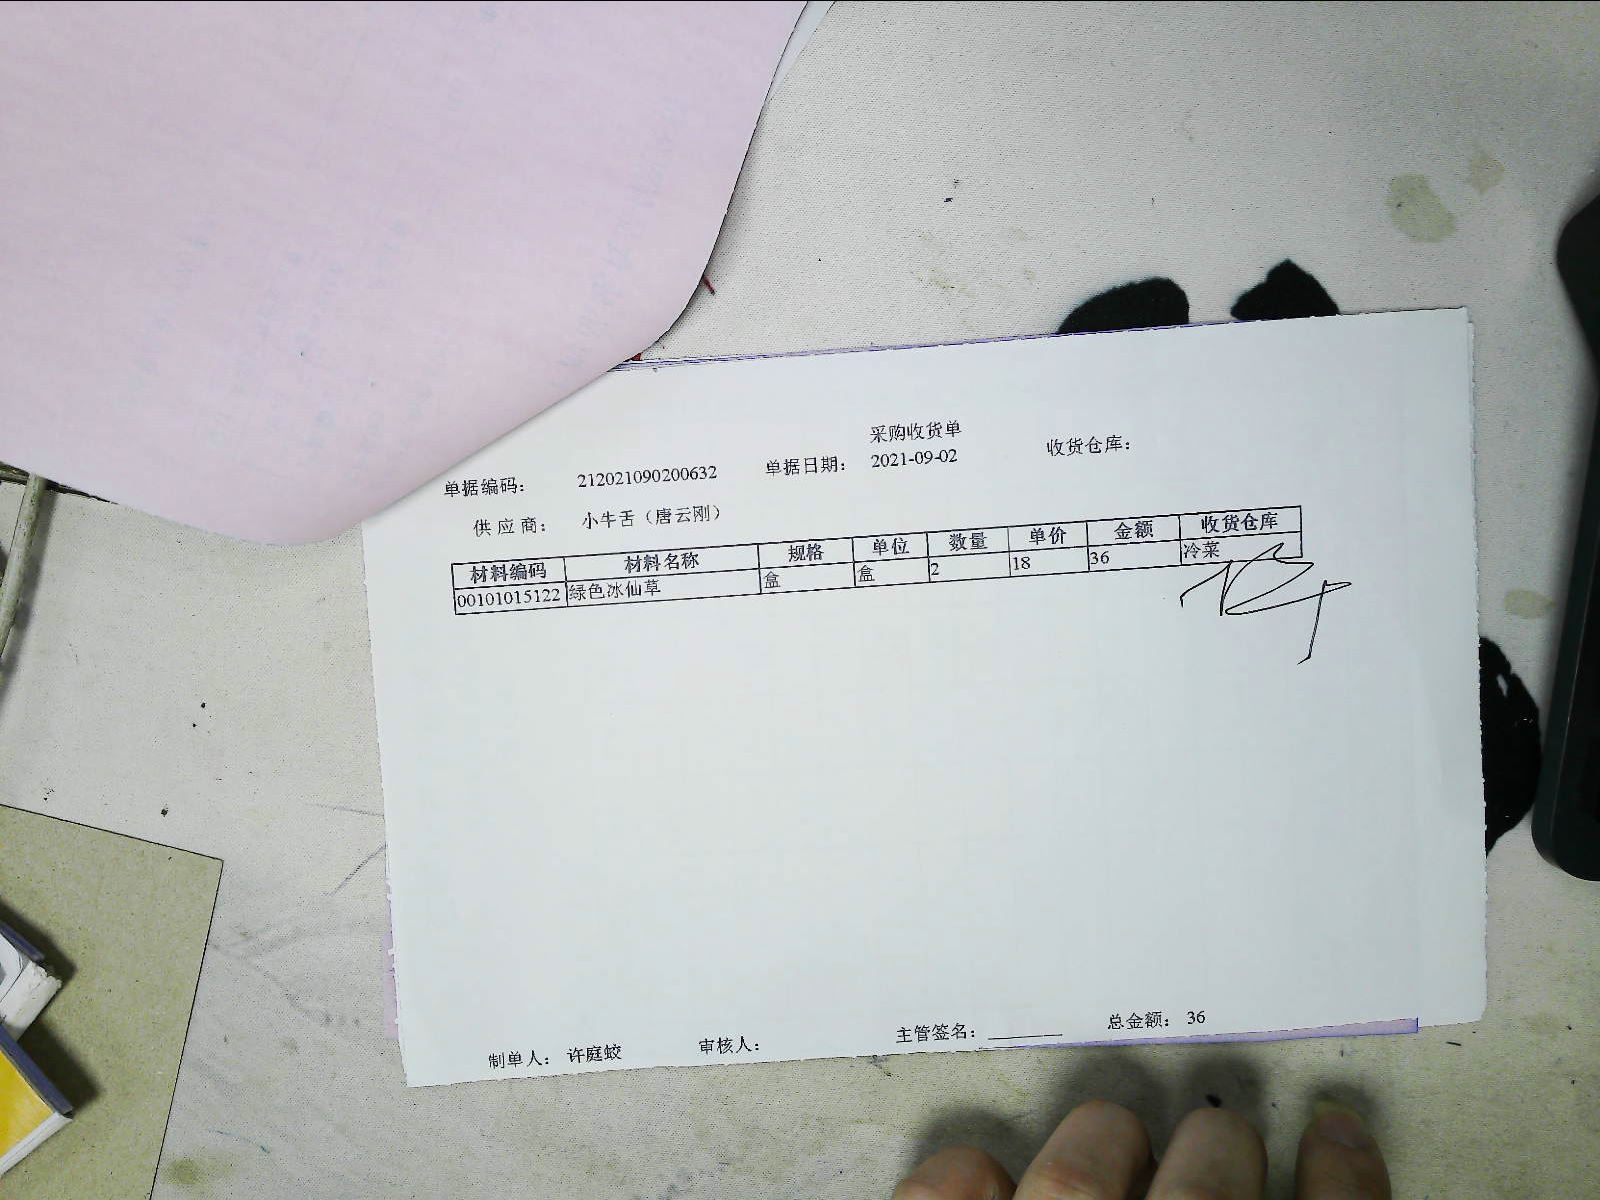 采购收货单
单据编码： 212021090200632 单据日期： 2021-09-02 收货仓库：
供应商： 小牛舌（唐云刚）
材料编码 材料名称 规格 单位 数量 单价 金额 收货仓库
00101015122 绿色冰仙草 盒 盒 2 18 36 冷菜
制单人： 许庭蛟 审核人： 主管签名： 总金额： 36